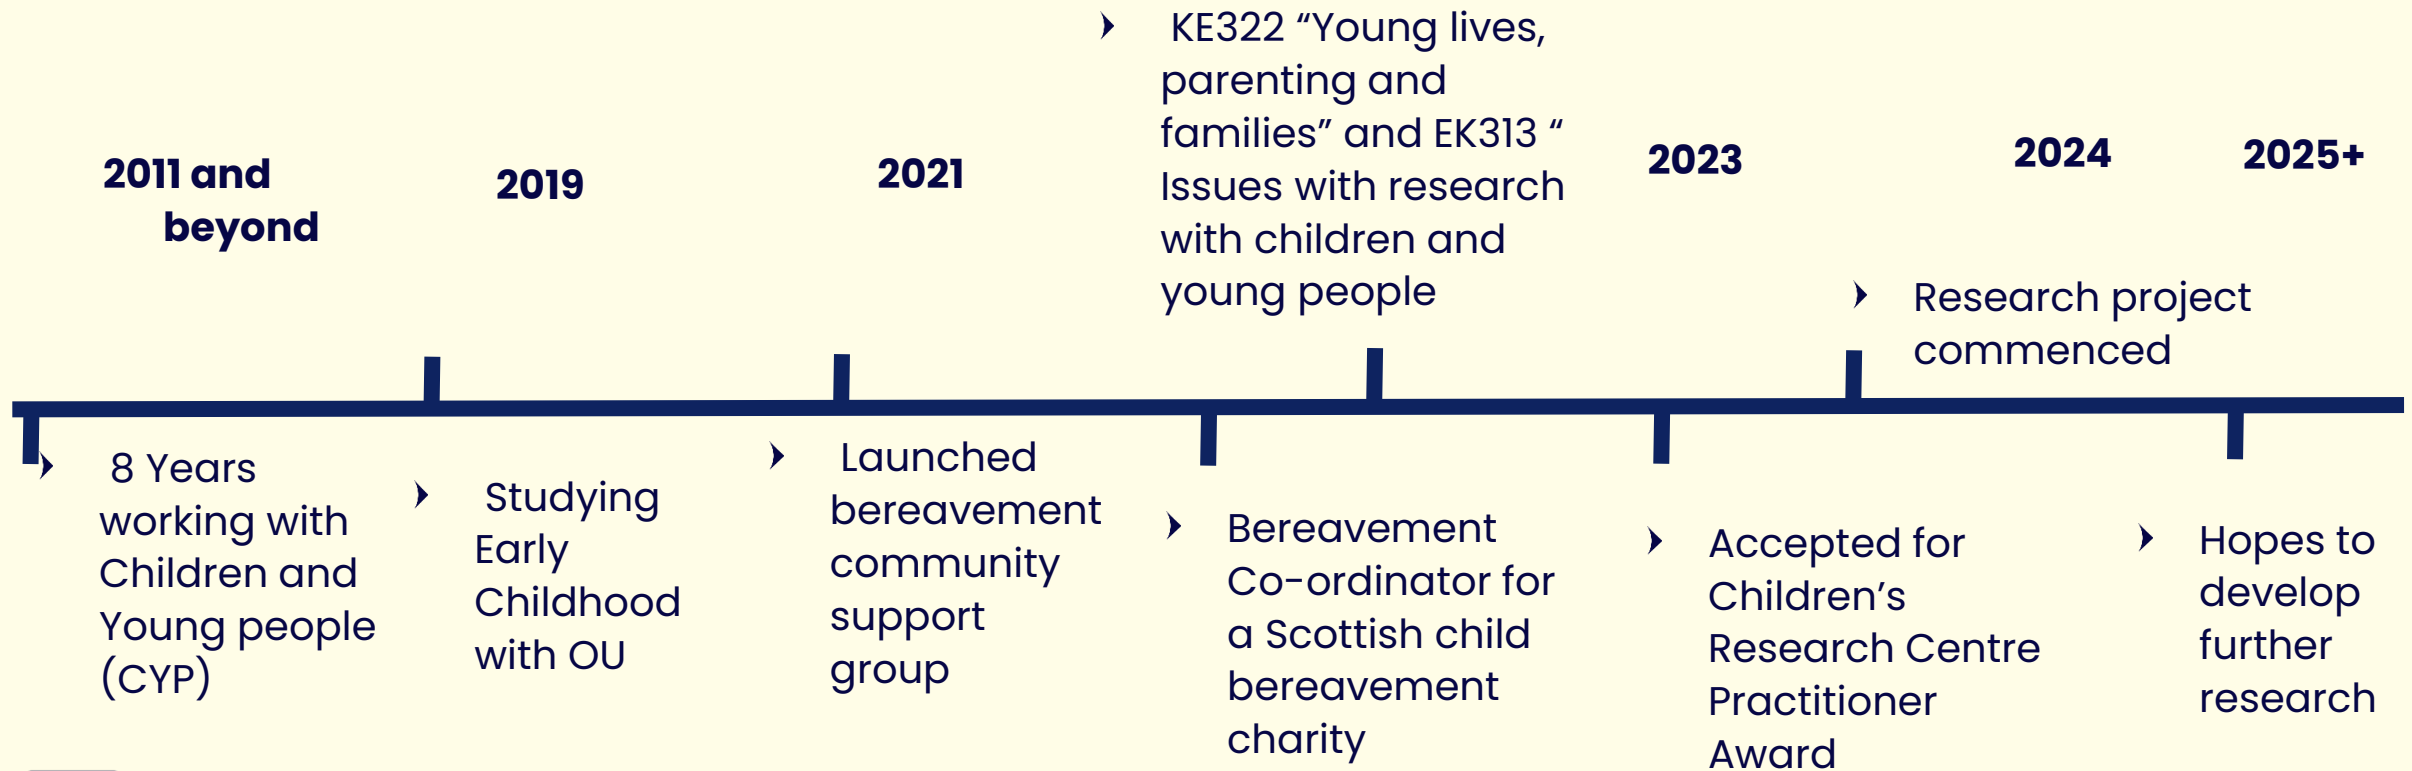 2011 and
beyond
8 Years
working with
Children and
Young people
(CYP)
2019
Studying
Early
Childhood
with OU
2021
Launched
bereavement
community
support
group
KE322 “Young lives,
parenting and
families” and EK313 “
Issues with research
with children and
young people
Bereavement
Co-ordinator for
a Scottish child
bereavement
charity
2023
Accepted for
Children’s
Research Centre
Practitioner
Award
2024
Research project
commenced
2025+
Hopes to
develop
further
research